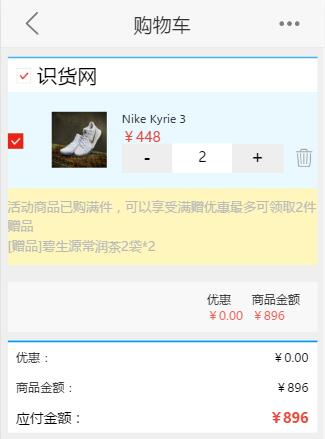 购物车
识货网
Nike Kyrie 3
￥448
- 2 +
活动商品已购满件，可以享受满赠优惠最多可领取2件
赠品
[赠品]碧生源常润茶2袋*2
优惠 商品金额
￥0.00 ￥896
优惠： ￥0.00
商品金额： ￥896
应付金额： ￥896